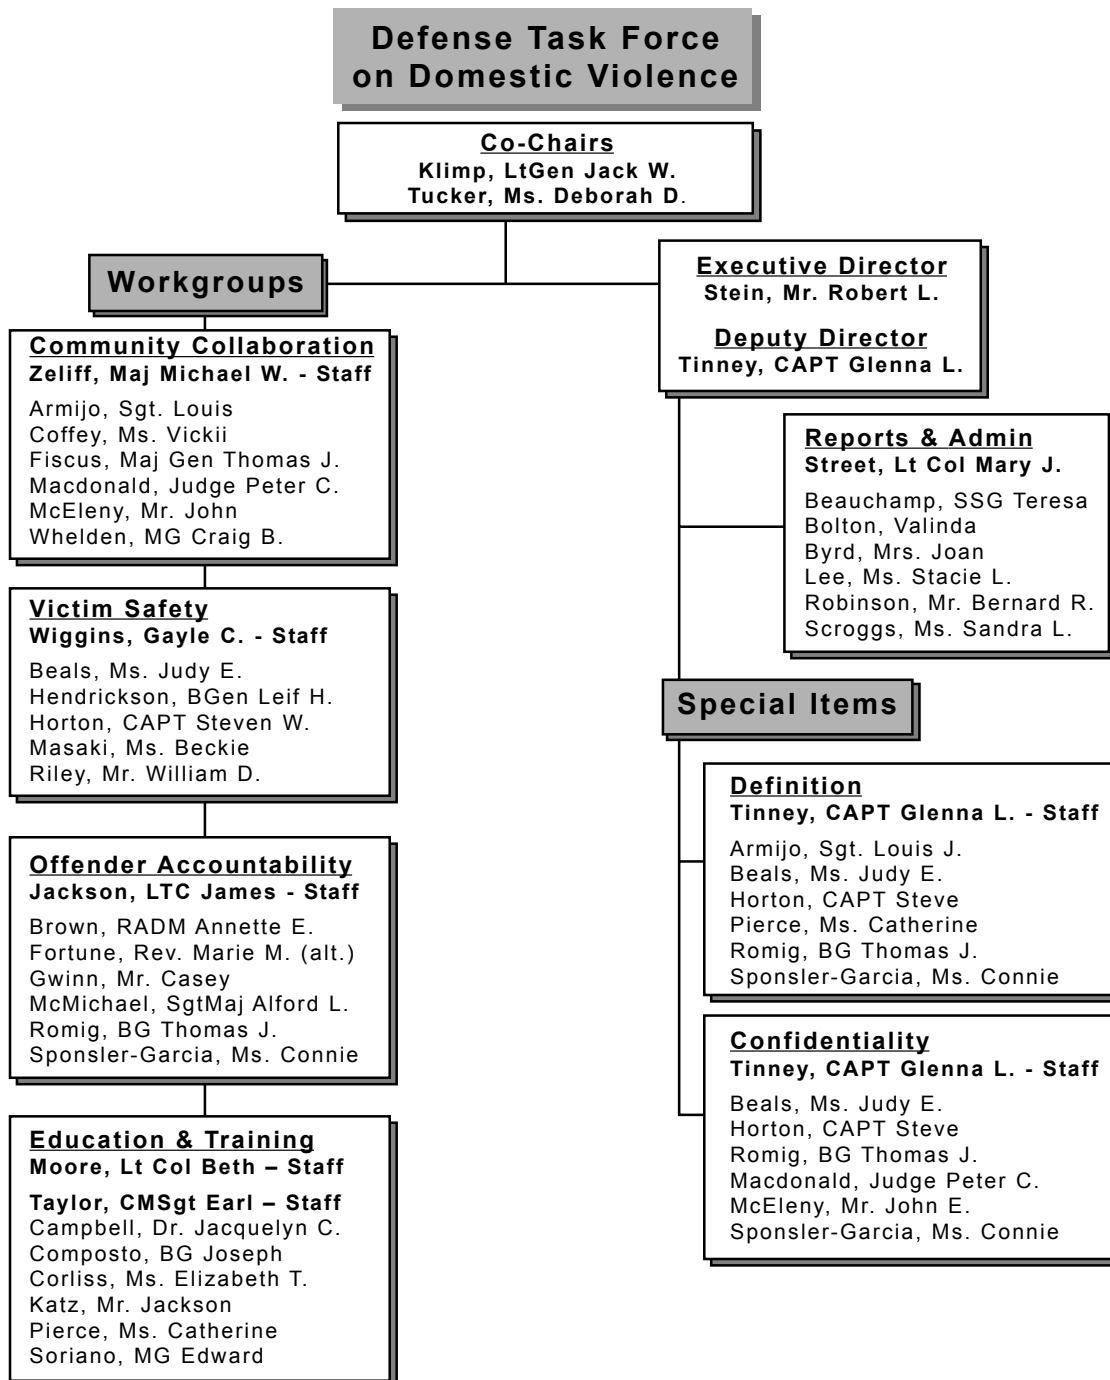 Defense Task Force
on Domestic Violence
Co-Chairs
Klimp, LtGen Jack W.
Tucker, Ms. Deborah D.
Workgroups
Community Collaboration
Zeliff, Maj Michael W. - Staff
Armijo, Sgt. Louis
Coffey, Ms. Vickii
Fiscus, Maj Gen Thomas J.
Macdonald, Judge Peter C.
McEleny, Mr. John
Whelden, MG Craig B.
Victim Safety
Wiggins, Gayle C. - Staff
Beals, Ms. Judy E.
Hendrickson, BGen Leif H.
Horton, CAPT Steven W.
Masaki, Ms. Beckie
Riley, Mr. William D.
Offender Accountability
Jackson, LTC James - Staff
Brown, RADM Annette E.
Fortune, Rev. Marie M. (alt.)
Gwinn, Mr. Casey
McMichael, SgtMaj Alford L.
Romig, BG Thomas J.
Sponsler-Garcia, Ms. Connie
Education & Training
Moore, Lt Col Beth – Staff
Taylor, CMSgt Earl – Staff
Campbell, Dr. Jacquelyn C.
Composto, BG Joseph
Corliss, Ms. Elizabeth T.
Katz, Mr. Jackson
Pierce, Ms. Catherine
Soriano, MG Edward
Executive Director
Stein, Mr. Robert L.
Deputy Director
Tinney, CAPT Glenna L.
Reports & Admin
Street, Lt Col Mary J.
Beauchamp, SSG Teresa
Bolton, Valinda
Byrd, Mrs. Joan
Lee, Ms. Stacie L.
Robinson, Mr. Bernard R.
Scroggs, Ms. Sandra L.
Special Items
Definition
Tinney, CAPT Glenna L. - Staff
Armijo, Sgt. Louis J.
Beals, Ms. Judy E.
Horton, CAPT Steve
Pierce, Ms. Catherine
Romig, BG Thomas J.
Sponsler-Garcia, Ms. Connie
Confidentiality
Tinney, CAPT Glenna L. - Staff
Beals, Ms. Judy E.
Horton, CAPT Steve
Romig, BG Thomas J.
Macdonald, Judge Peter C.
McEleny, Mr. John E.
Sponsler-Garcia, Ms. Connie